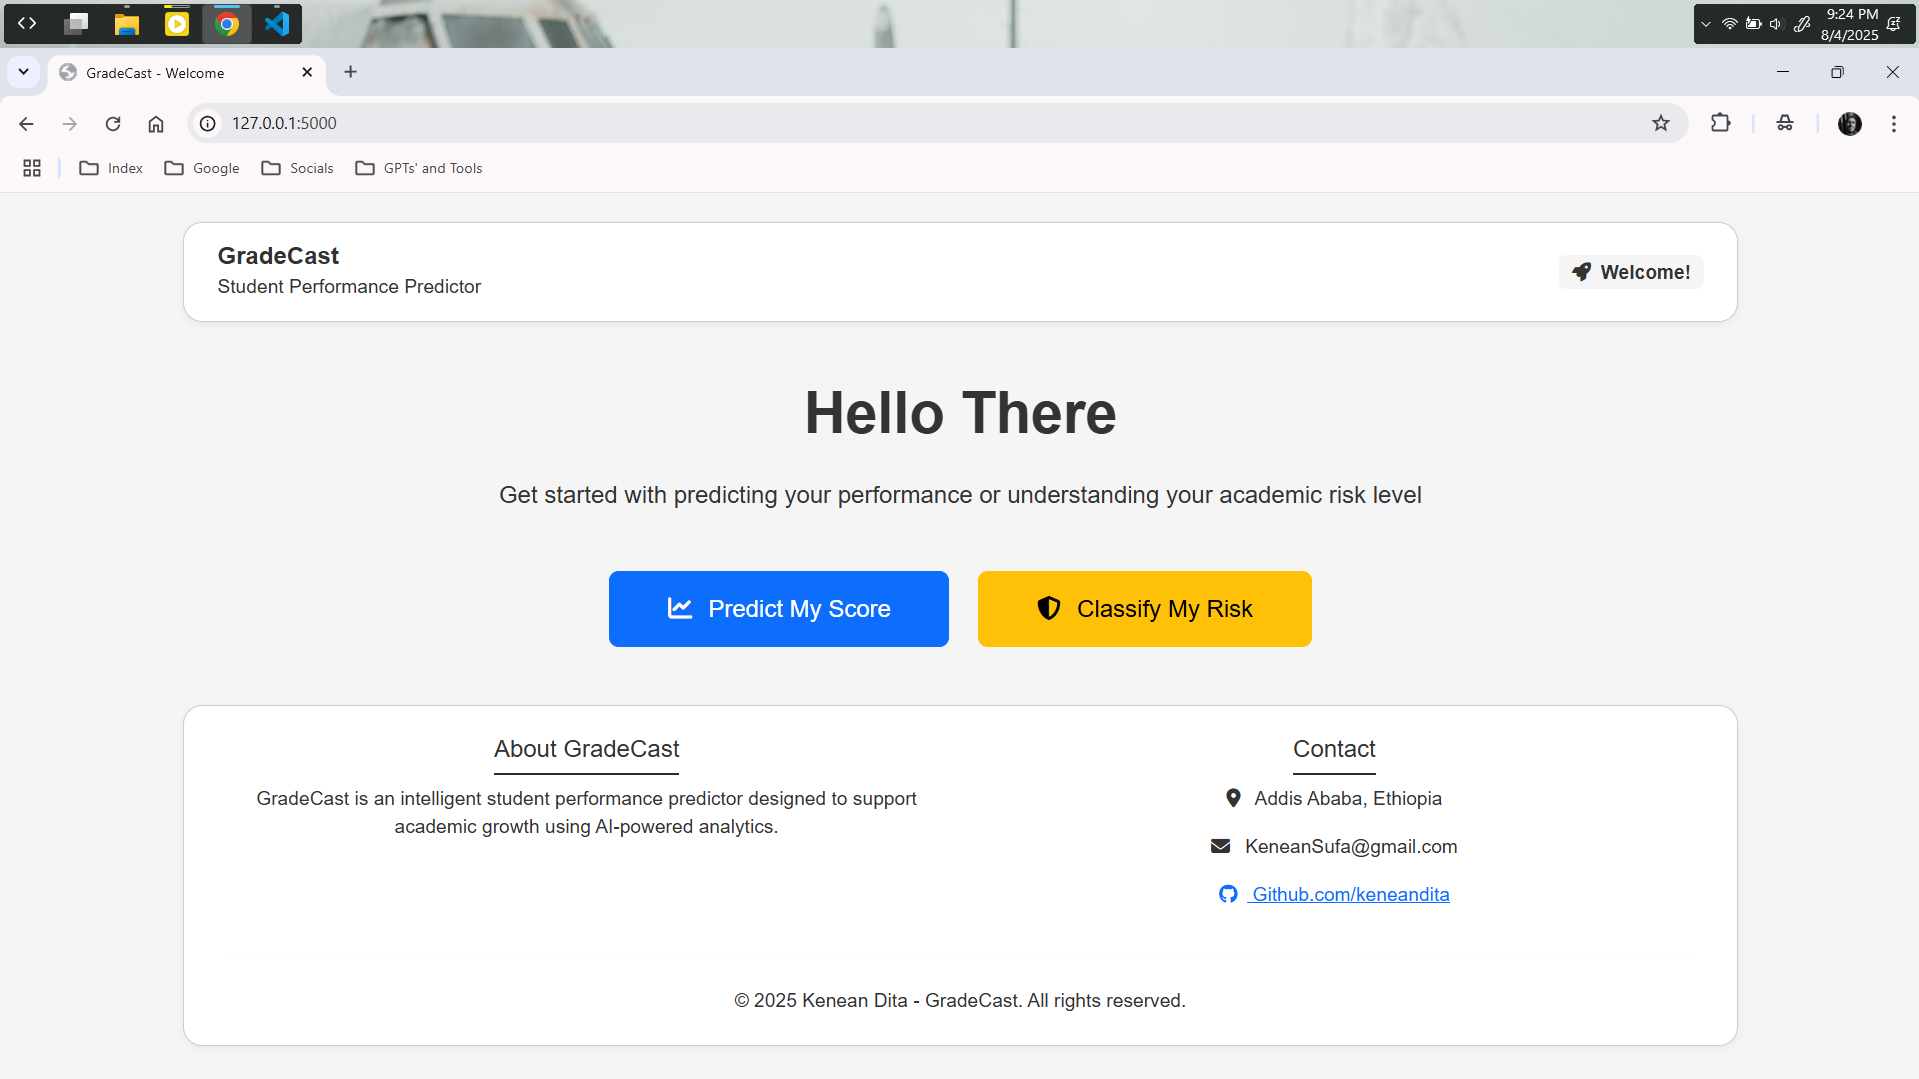 9:24 PM
8/4/2025
GradeCast - Welcome
127.0.0.1:5000
Index
Google
Socials
GPTs' and Tools
GradeCast
Student Performance Predictor
Welcome!
Hello There
Get started with predicting your performance or understanding your academic risk level
Predict My Score
Classify My Risk
About GradeCast
GradeCast is an intelligent student performance predictor designed to support
academic growth using AI-powered analytics.
Contact
Addis Ababa, Ethiopia
KeneanSufa@gmail.com
Github.com/keneandita
© 2025 Kenean Dita - GradeCast. All rights reserved.